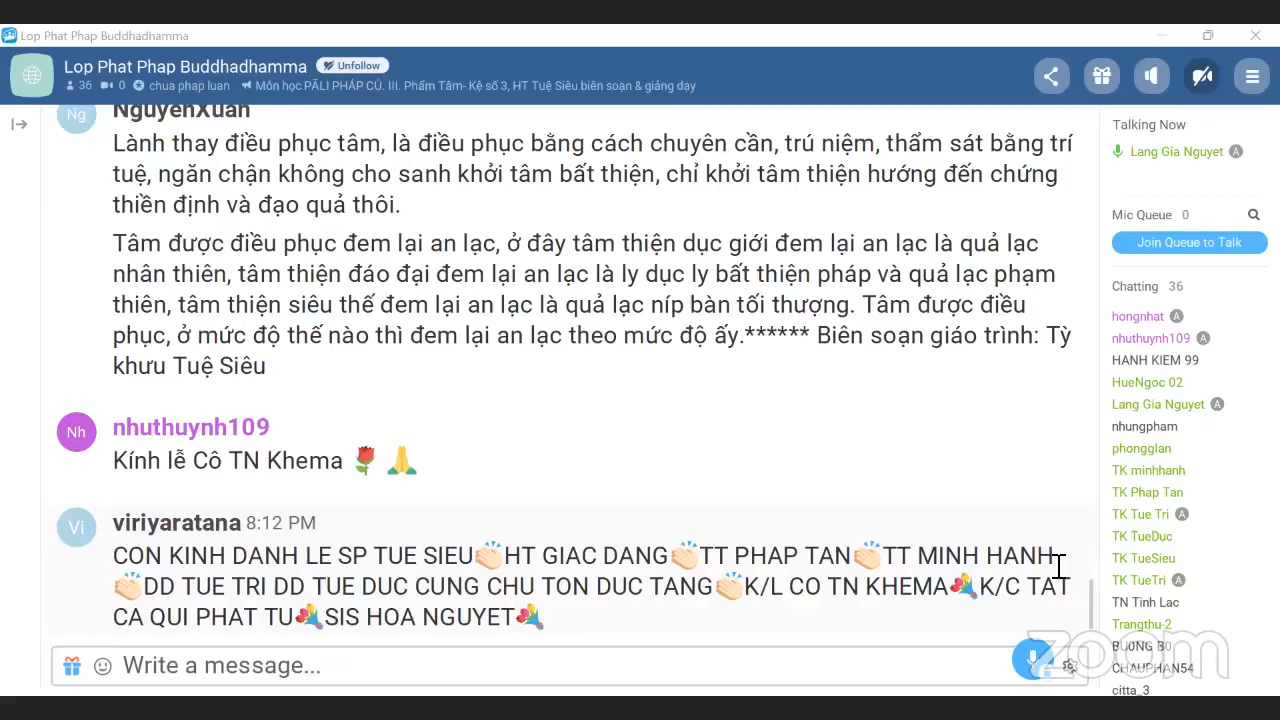 Lop Phat Phap Buddhadhamma
Lop Phat Phap Buddhadhamma Unfollow
36 0 chua phap luan Môn học PĀLI PHÁP CÚ. III. Phẩm Tâm- Kệ số 3, HT Tuệ Siêu biên soạn & giảng dạy
Ng NguyenXuan
Lành thay điều phục tâm, là điều phục bằng cách chuyên cần, trú niệm, thẩm sát bằng trí
tuệ, ngăn chận không cho sanh khởi tâm bất thiện, chỉ khởi tâm thiện hướng đến chứng
thiền định và đạo quả thôi.
Tâm được điều phục đem lại an lạc, ở đây tâm thiện dục giới đem lại an lạc là quả lạc
nhân thiên, tâm thiện đáo đại đem lại an lạc là ly dục ly bất thiện pháp và quả lạc phạm
thiên, tâm thiện siêu thế đem lại an lạc là quả lạc níp bàn tối thượng. Tâm được điều
phục, ở mức độ thế nào thì đem lại an lạc theo mức độ ấy.****** Biên soạn giáo trình: Tỳ
khưu Tuệ Siêu
Nh nhuthuynh109
Kính lễ Cô TN Khema 🌹 🙏
Vi viriyaratana 8:12 PM
CON KINH DANH LE SP TUE SIEU👏🏻HT GIAC DANG👏🏻TT PHAP TAN👏🏻TT MINH HANH
👏🏻DD TUE TRI DD TUE DUC CUNG CHU TON DUC TANG👏🏻K/L CO TN KHEMA💐K/C TAT
CA QUI PHAT TU💐SIS HOA NGUYET💐
Write a message...
Talking Now
Lang Gia Nguyet A
Mic Queue 0
Join Queue to Talk
Chatting 36
hongnhat A
nhuthuynh109 A
HANH KIEM 99
HueNgoc 02
Lang Gia Nguyet A
nhungpham
phongglan
TK minhhanh
TK Phap Tan
TK Tue Tri A
TK TueDuc
TK TueSieu
TK TueTri A
TN Tinh Lac
Trangthu-2
BU0NG B0
CHAUPHAN54
citta_3
zoom